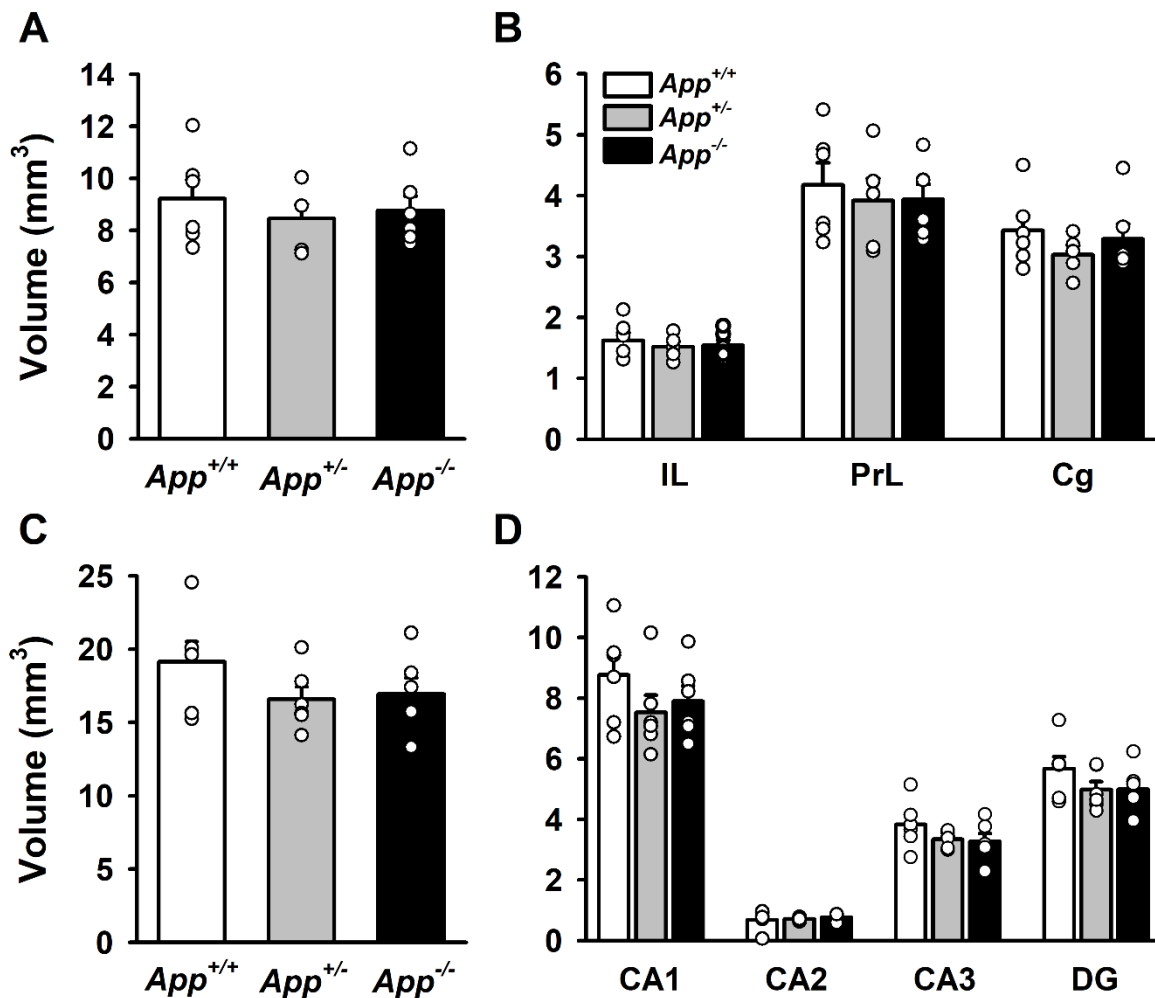 A
Volume (mm³)
14
12
10
8
6
4
2
0
App+/+ App+/- App-/-
B
App+/+
App+/-
App-/-
6
5
4
3
2
1
0
IL PrL Cg
C
Volume (mm³)
25
20
15
10
5
0
App+/+ App+/- App-/-
D
12
10
8
6
4
2
0
CA1 CA2 CA3 DG